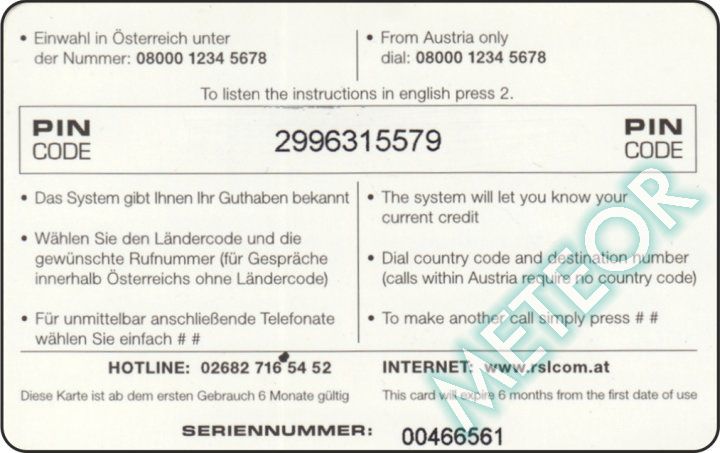 • Einwahl in Österreich unter
der Nummer: 08000 1234 5678
• From Austria only
dial: 08000 1234 5678
To listen the instructions in english press 2.
PIN
CODE
2996315579
PIN
CODE
• Das System gibt Ihnen Ihr Guthaben bekannt
• Wählen Sie den Ländercode und die
gewünschte Rufnummer (für Gespräche
innerhalb Österreichs ohne Ländercode)
• Für unmittelbar anschließende Telefonate
wählen Sie einfach # #
• The system will let you know your
current credit
• Dial country code and destination number
(calls within Austria require no country code)
• To make another call simply press # #
HOTLINE: 02682 716 54 52
INTERNET: www.rslcom.at
Diese Karte ist ab dem ersten Gebrauch 6 Monate gültig
This card will expire 6 months from the first date of use
SERIENNUMMER: 00466561
METEOR